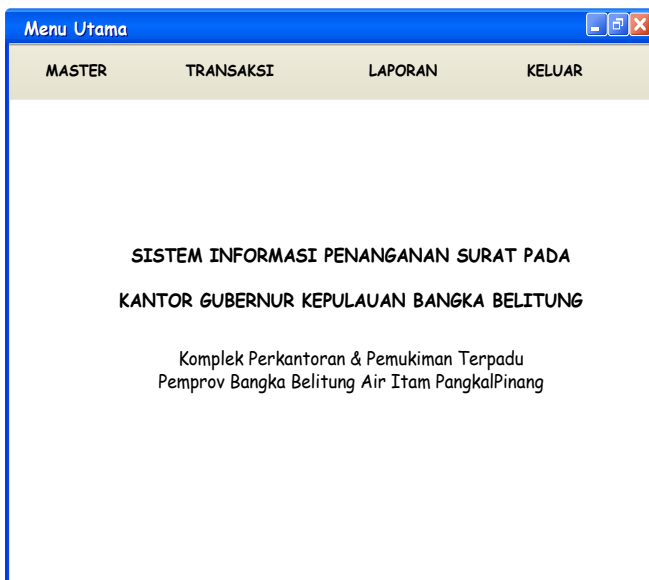 Menu Utama
MASTER TRANSAKSI LAPORAN KELUAR
SISTEM INFORMASI PENANGANAN SURAT PADA
KANTOR GUBERNUR KEPULAUAN BANGKA BELITUNG
Komplek Perkantoran & Pemukiman Terpadu
Pemprov Bangka Belitung Air Itam PangkalPinang